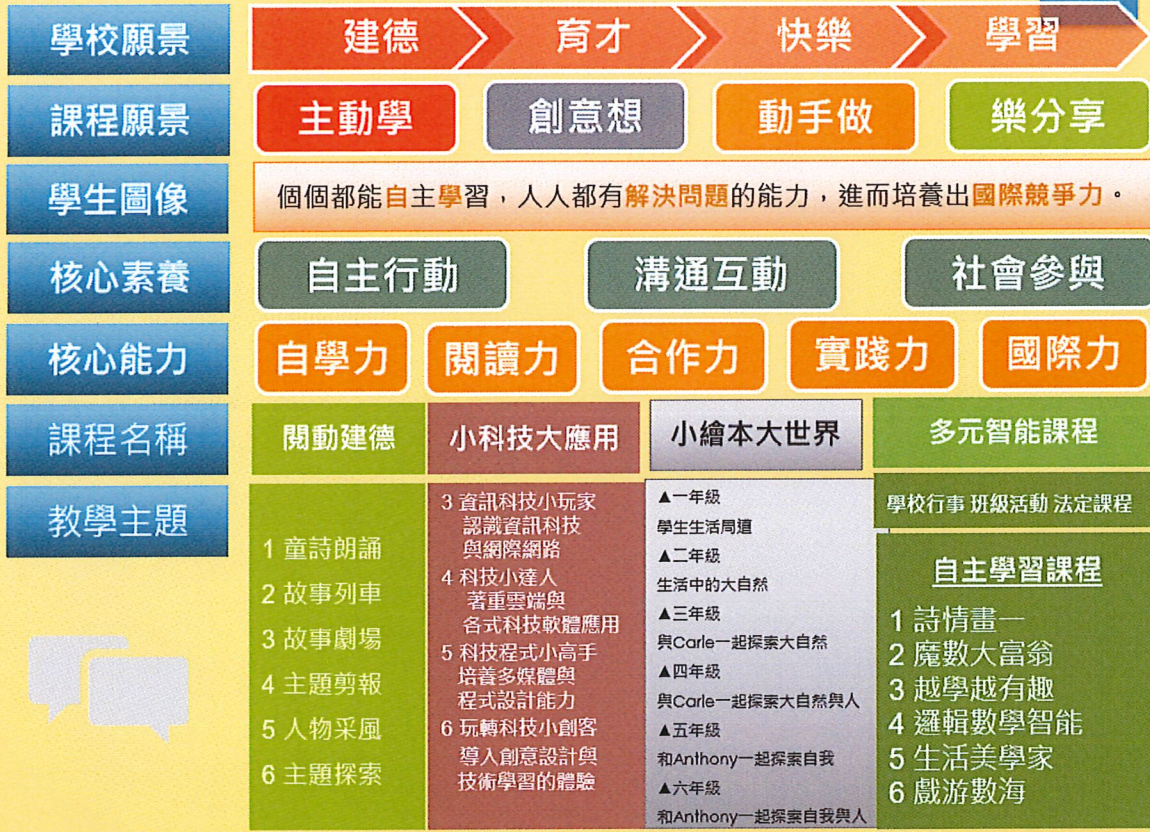 學校願景
建德
育才
快樂
學習
課程願景
主動學
創意想
動手做
樂分享
學生圖像
個個都能自主學習，人人都有解決問題的能力，進而培養出國際競爭力。
核心素養
自主行動
溝通互動
社會參與
核心能力
自學力
閱讀力
合作力
實踐力
國際力
課程名稱
閱動建德
小科技大應用
小繪本大世界
多元智能課程
教學主題
1 童詩朗誦
2 故事列車
3 故事劇場
4 主題剪報
5 人物采風
6 主題探索
3 資訊科技小玩家
認識資訊科技
與網際網路
4 科技小達人
著重雲端與
各式科技軟體應用
5 科技程式小高手
培養多媒體與
程式設計能力
6 玩轉科技小創客
導入創意設計與
技術學習的體驗
▲一年級
學生生活周遭
▲二年級
生活中的大自然
▲三年級
與Carle一起探索大自然
▲四年級
與Carle一起探索大自然與人
▲五年級
和Anthony一起探索自我
▲六年級
和Anthony一起探索自我與人
學校行事 班級活動 法定課程
自主學習課程
1 詩情畫一
2 魔數大富翁
3 越學越有趣
4 邏輯數學智能
5 生活美學家
6 戲游數海